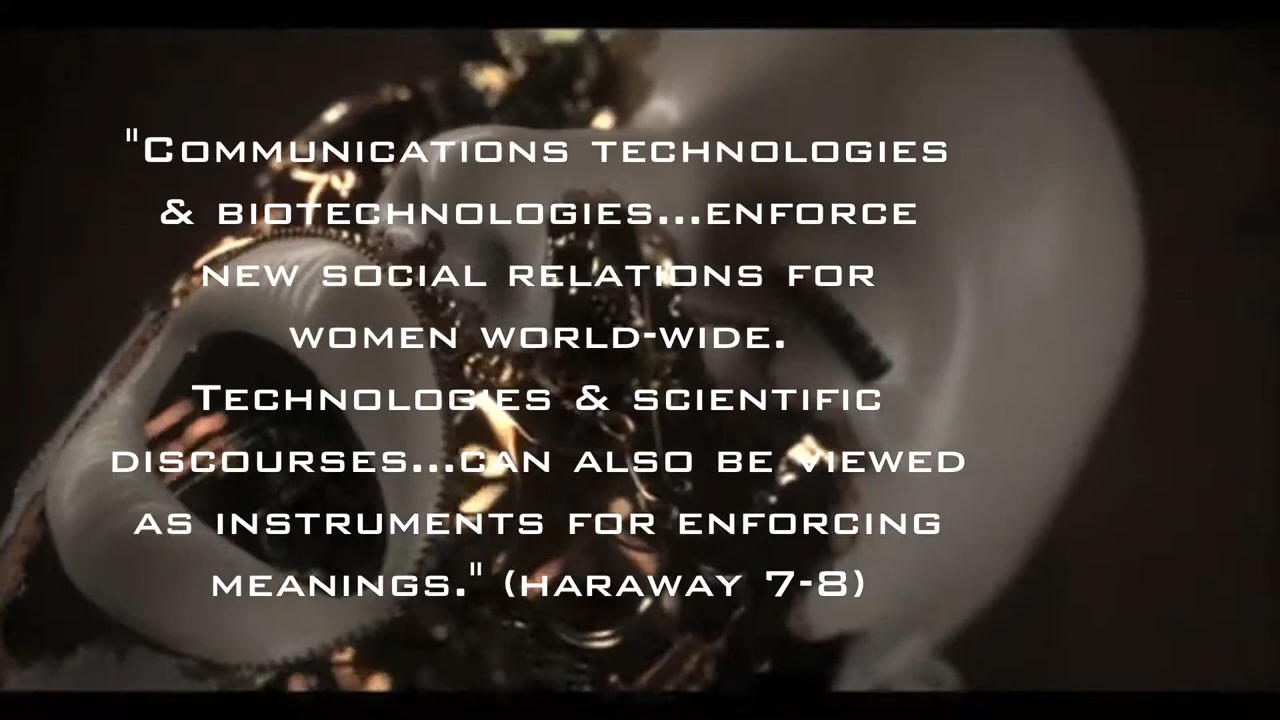 "Communications technologies
& biotechnologies...enforce
new social relations for
women world-wide.
Technologies & scientific
discourses...can also be viewed
as instruments for enforcing
meanings." (haraway 7-8)